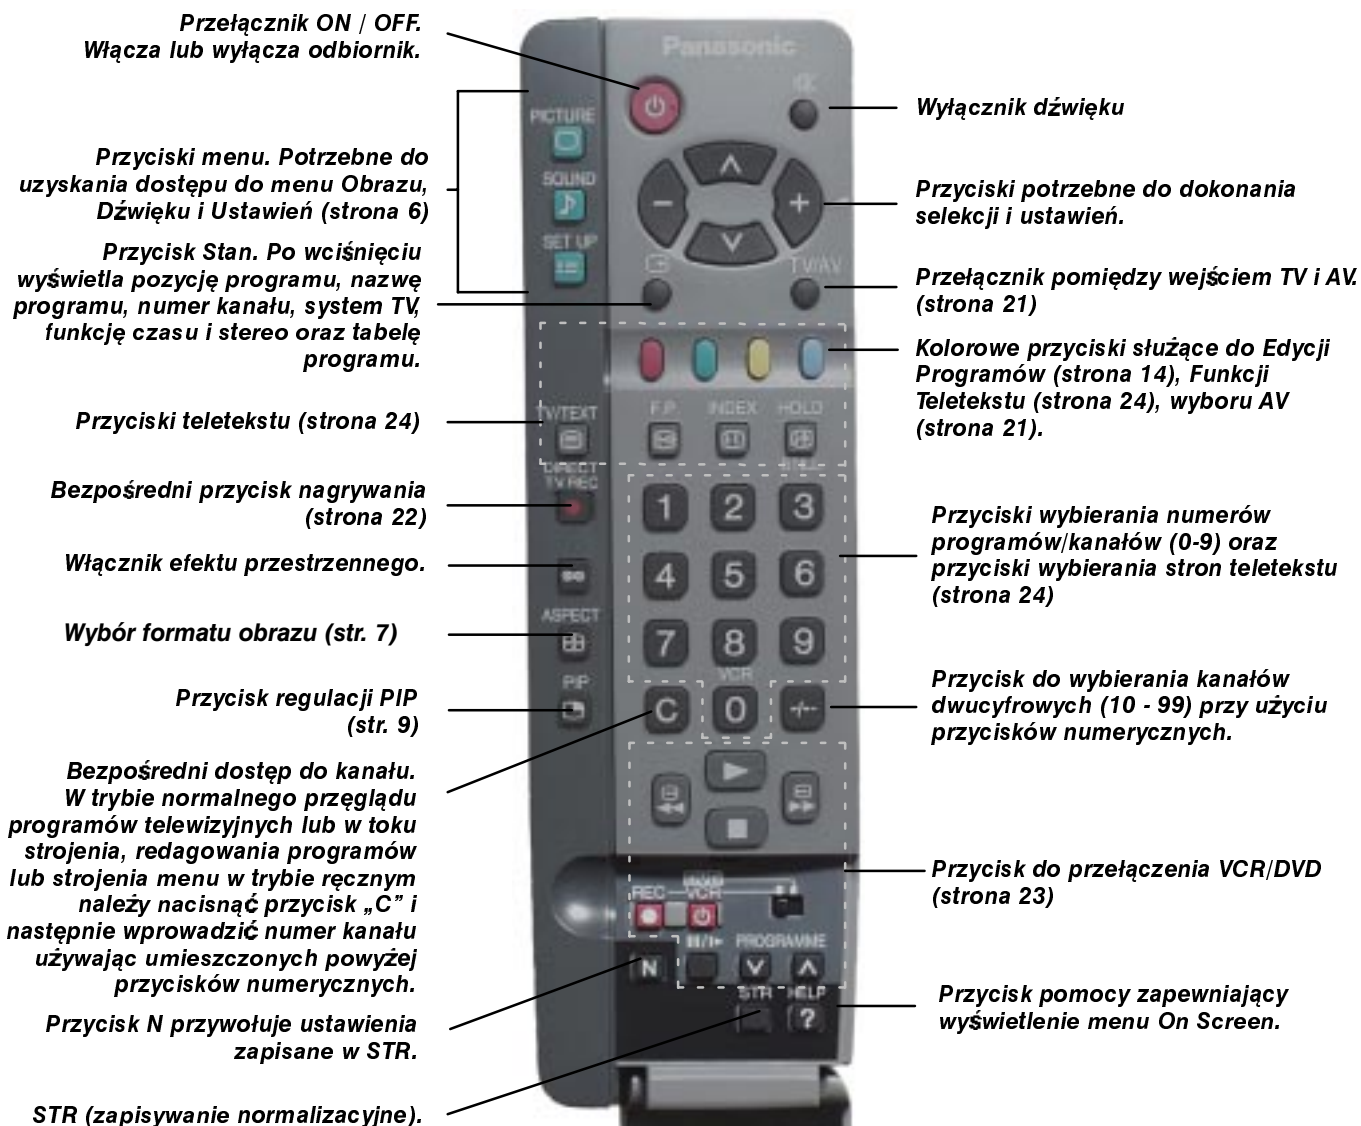 Przełącznik ON / OFF.
Włącza lub wyłącza odbiornik.
Przyciski menu. Potrzebne do
uzyskania dostępu do menu Obrazu,
Dźwięku i Ustawień (strona 6)
Przycisk Stan. Po wciśnięciu
wyświetla pozycję programu, nazwę
programu, numer kanału, system TV,
funkcję czasu i stereo oraz tabelę
programu.
Przyciski teletekstu (strona 24)
Bezpośredni przycisk nagrywania
(strona 22)
Włącznik efektu przestrzennego.
Wybór formatu obrazu (str. 7)
Przycisk regulacji PIP
(str. 9)
Bezpośredni dostęp do kanału.
W trybie normalnego przęglądu
programów telewizyjnych lub w toku
strojenia, redagowania programów
lub strojenia menu w trybie ręcznym
należy nacisnąć przycisk „C” i
następnie wprowadzić numer kanału
używając umieszczonych powyżej
przycisków numerycznych.
Przycisk N przywołuje ustawienia
zapisane w STR.
STR (zapisywanie normalizacyjne).
Panasonic
PICTURE
SOUND
SET UP
TV/AV
TV/TEXT
F.P.
INDEX
HOLD
DIRECT
TV REC
1
2
3
4
5
6
ASPECT
7
8
9
VCR
PIP
C
0
-/--
REC
VCR
PROGRAMME
N
STR
HELP
?
Wyłącznik dźwięku
Przyciski potrzebne do dokonania
selekcji i ustawień.
Przełącznik pomiędzy wejściem TV i AV.
(strona 21)
Kolorowe przyciski służące do Edycji
Programów (strona 14), Funkcji
Teletekstu (strona 24), wyboru AV
(strona 21).
Przyciski wybierania numerów
programów/kanałów (0-9) oraz
przyciski wybierania stron teletekstu
(strona 24)
Przycisk do wybierania kanałów
dwucyfrowych (10 - 99) przy użyciu
przycisków numerycznych.
Przycisk do przełączenia VCR/DVD
(strona 23)
Przycisk pomocy zapewniający
wyświetlenie menu On Screen.